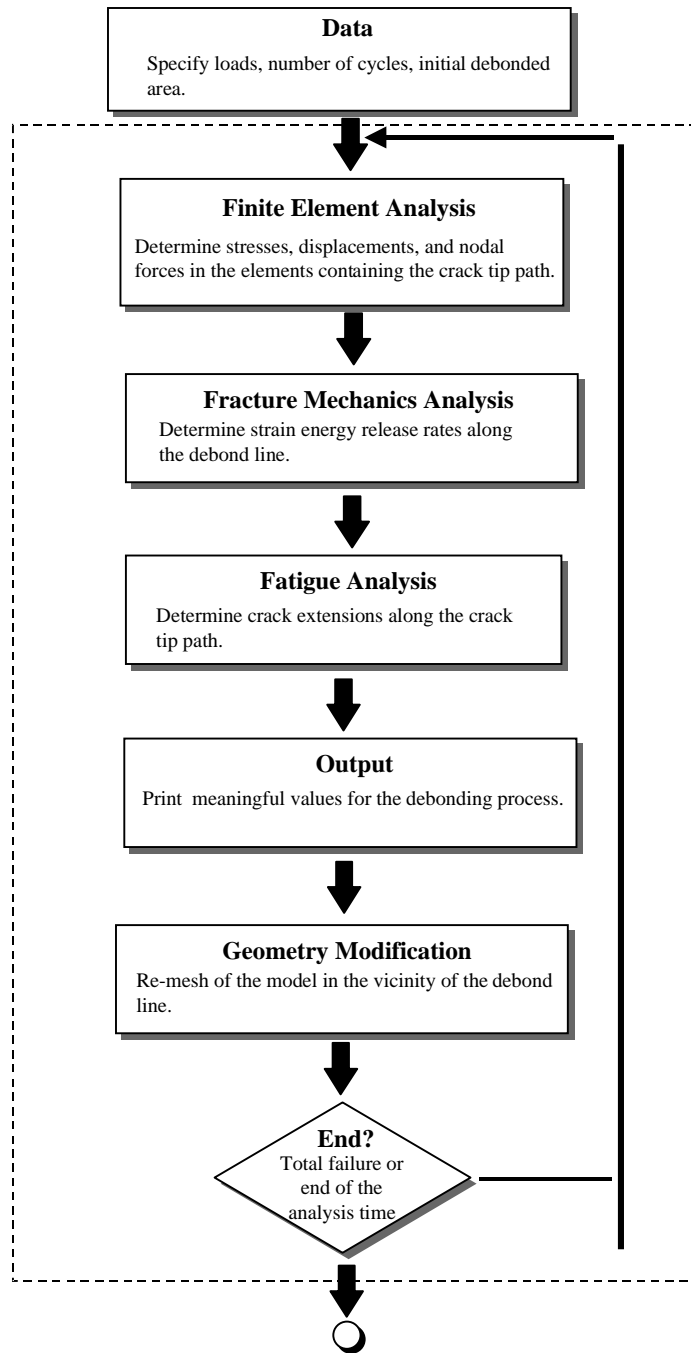 Data
Specify loads, number of cycles, initial debonded
area.
Finite Element Analysis
Determine stresses, displacements, and nodal
forces in the elements containing the crack tip path.
Fracture Mechanics Analysis
Determine strain energy release rates along
the debond line.
Fatigue Analysis
Determine crack extensions along the crack
tip path.
Output
Print meaningful values for the debonding process.
Geometry Modification
Re-mesh of the model in the vicinity of the debond
line.
End?
Total failure or
end of the
analysis time